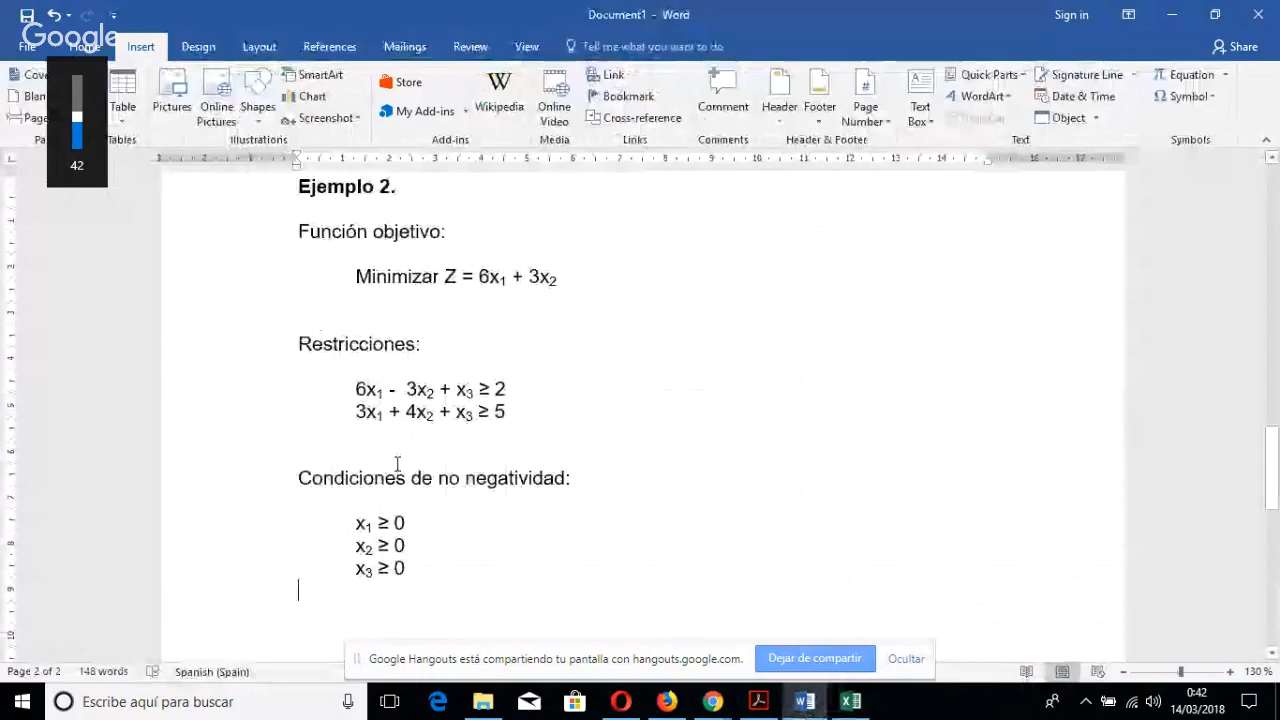 Document1 - Word
Sign in
Google
File Home Insert Design Layout References Mailings Review View Tell me what you want to do Share
Cove
Blan
Page
Table
Pictures
Online Pictures
Shapes
SmartArt
Chart
Screenshot
Store
My Add-ins
Wikipedia
Online Video
Link
Bookmark
Cross-reference
Comment
Header
Footer
Page Number
Text Box
Quick Parts
WordArt
Signature Line
Date & Time
Object
Equation
Symbol
Tables
Illustrations
Add-ins
Media
Links
Comments
Header & Footer
Text
Symbols
42
Ejemplo 2.
Función objetivo:
Minimizar Z = 6x₁ + 3x₂
Restricciones:
6x₁ - 3x₂ + x₃ ≥ 2
3x₁ + 4x₂ + x₃ ≥ 5
Condiciones de no negatividad:
x₁ ≥ 0
x₂ ≥ 0
x₃ ≥ 0
Google Hangouts está compartiendo tu pantalla con hangouts.google.com. Dejar de compartir Ocultar
Page 2 of 2 148 words Spanish (Spain) 130 %
Escribe aquí para buscar
0:42
14/03/2018